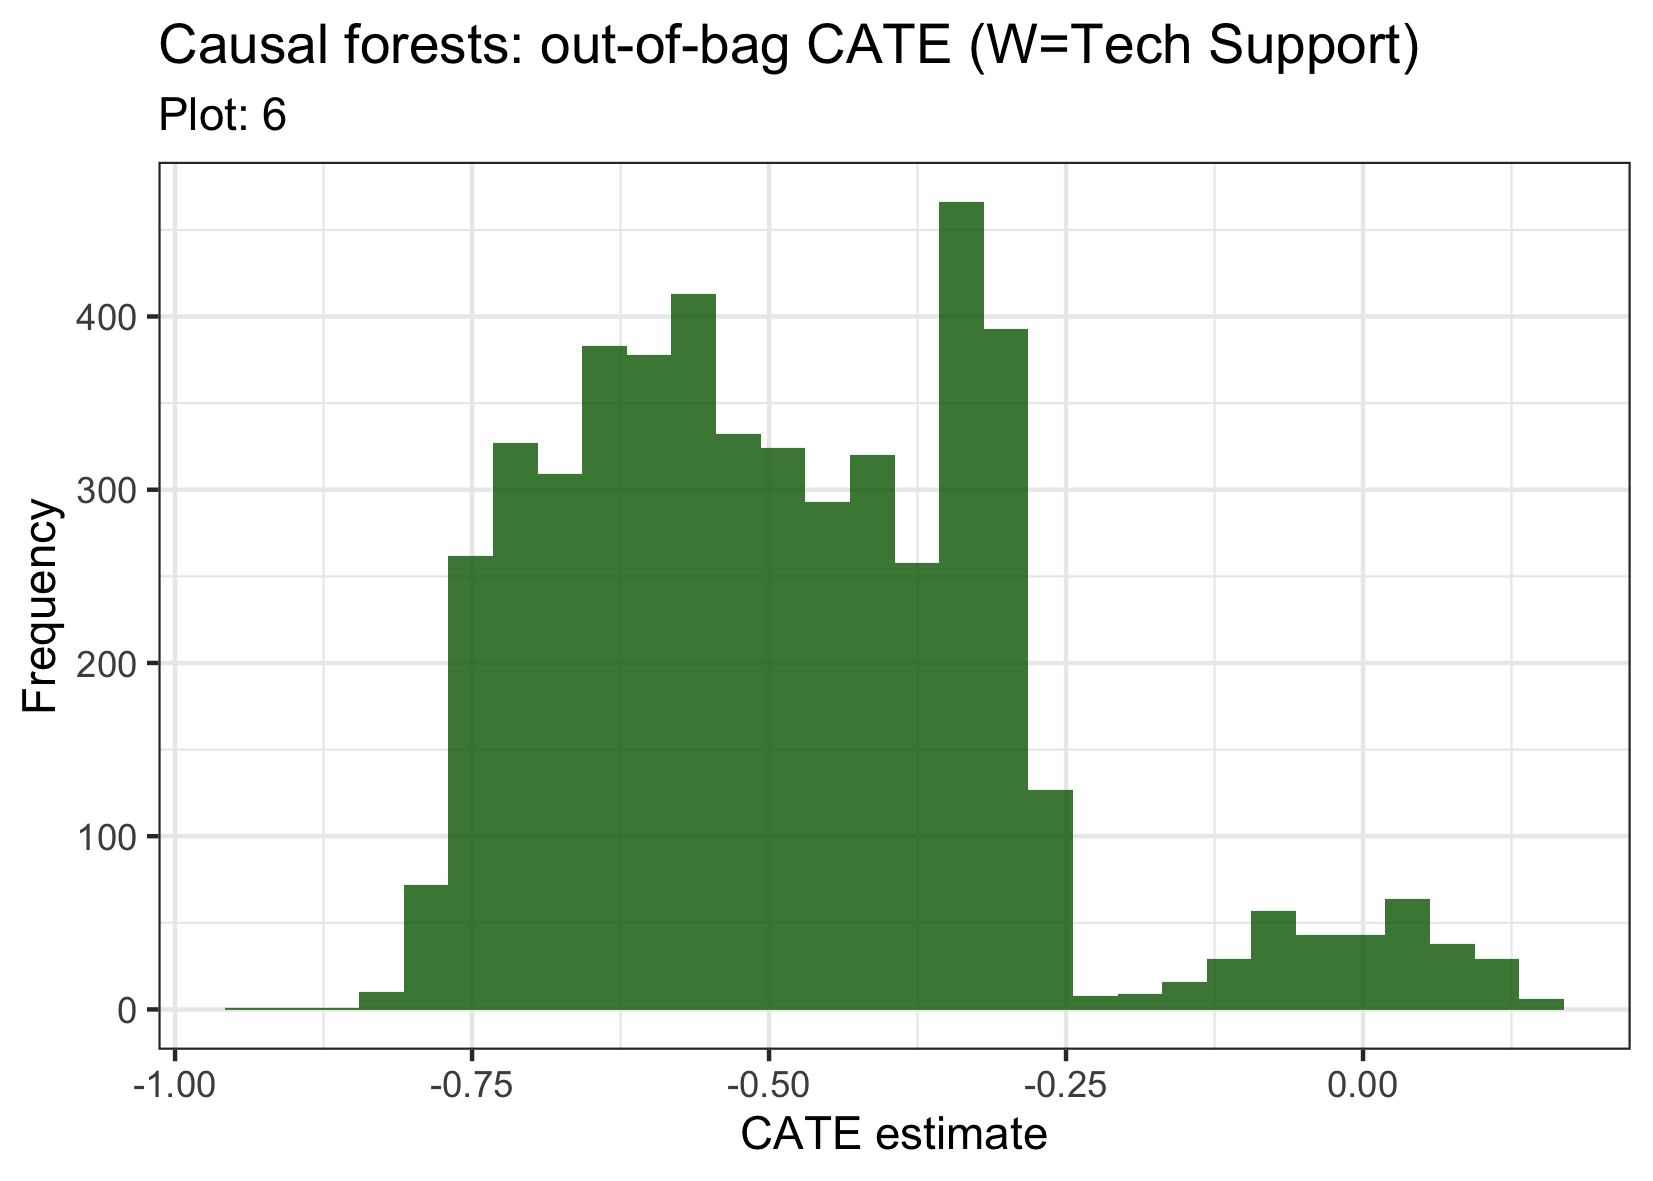 Causal forests: out-of-bag CATE (W=Tech Support)
Plot: 6
Frequency
400
300
200
100
0
-1.00 -0.75 -0.50 -0.25 0.00
CATE estimate